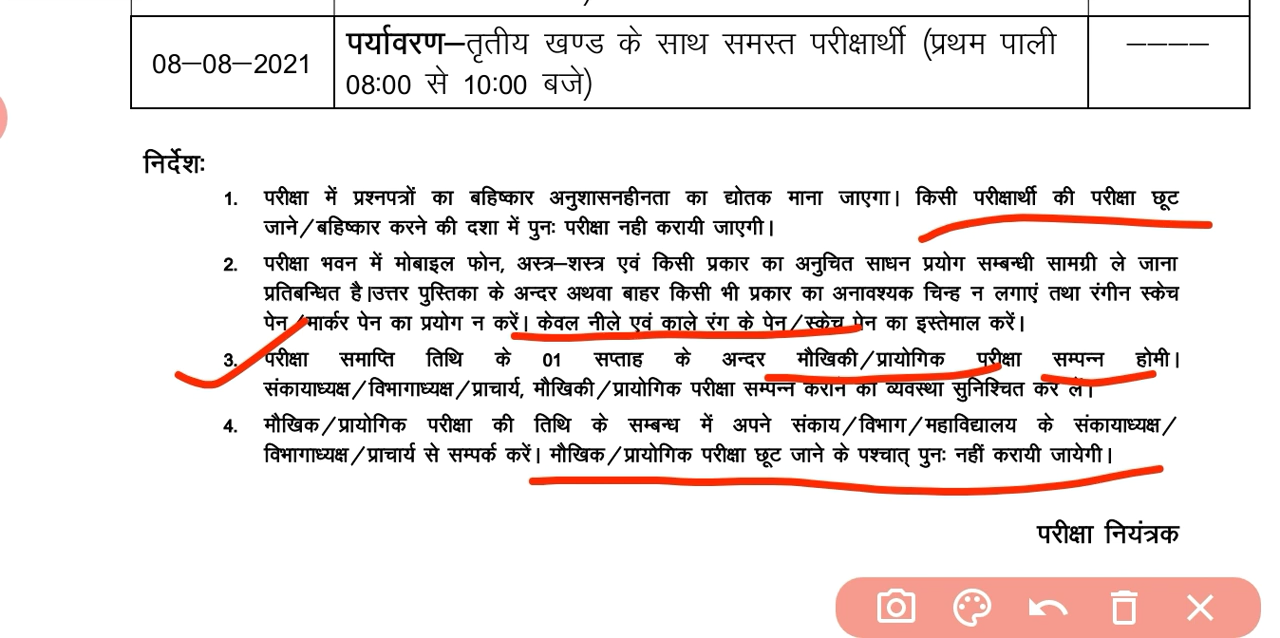 08–08–2021
पर्यावरण–तृतीय खण्ड के साथ समस्त परीक्षार्थी (प्रथम पाली
08:00 से 10:00 बजे)
————
निर्देशः
1. परीक्षा में प्रश्नपत्रों का बहिष्कार अनुशासनहीनता का द्योतक माना जाएगा। किसी परीक्षार्थी की परीक्षा छूट
जाने/बहिष्कार करने की दशा में पुनः परीक्षा नही करायी जाएगी।
2. परीक्षा भवन में मोबाइल फोन, अस्त्र–शस्त्र एवं किसी प्रकार का अनुचित साधन प्रयोग सम्बन्धी सामग्री ले जाना
प्रतिबन्धित है।उत्तर पुस्तिका के अन्दर अथवा बाहर किसी भी प्रकार का अनावश्यक चिन्ह न लगाएं तथा रंगीन स्केच
पेन/मार्कर पेन का प्रयोग न करें। केवल नीले एवं काले रंग के पेन/स्केच पेन का इस्तेमाल करें।
3. परीक्षा समाप्ति तिथि के 01 सप्ताह के अन्दर मौखिकी/प्रायोगिक परीक्षा सम्पन्न होमी।
संकायाध्यक्ष/विभागाध्यक्ष/प्राचार्य, मौखिकी/प्रायोगिक परीक्षा सम्पन्न कराने की व्यवस्था सुनिश्चित कर लें।
4. मौखिक/प्रायोगिक परीक्षा की तिथि के सम्बन्ध में अपने संकाय/विभाग/महाविद्यालय के संकायाध्यक्ष/
विभागाध्यक्ष/प्राचार्य से सम्पर्क करें। मौखिक/प्रायोगिक परीक्षा छूट जाने के पश्चात् पुनः नहीं करायी जायेगी।
परीक्षा नियंत्रक